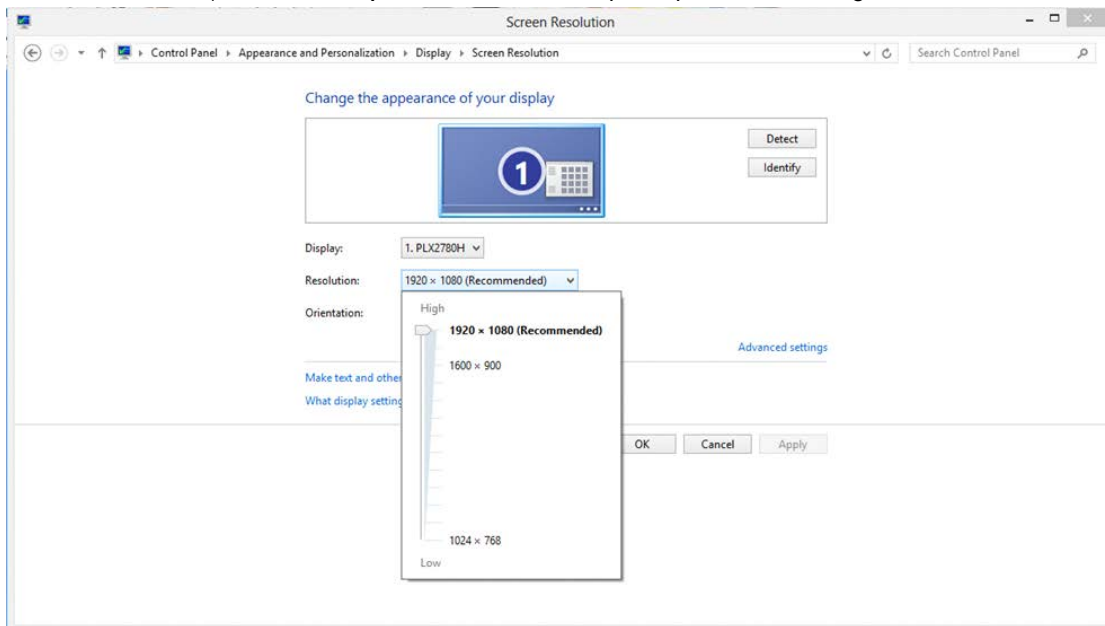 Screen Resolution
Control Panel Appearance and Personalization Display Screen Resolution
Search Control Panel
Change the appearance of your display
1
Detect
Identify
Display: 1. PLX2780H
Resolution: 1920 × 1080 (Recommended)
Orientation:
High
1920 × 1080 (Recommended)
1600 × 900
1024 × 768
Low
Advanced settings
Make text and other
What display setting
OK Cancel Apply